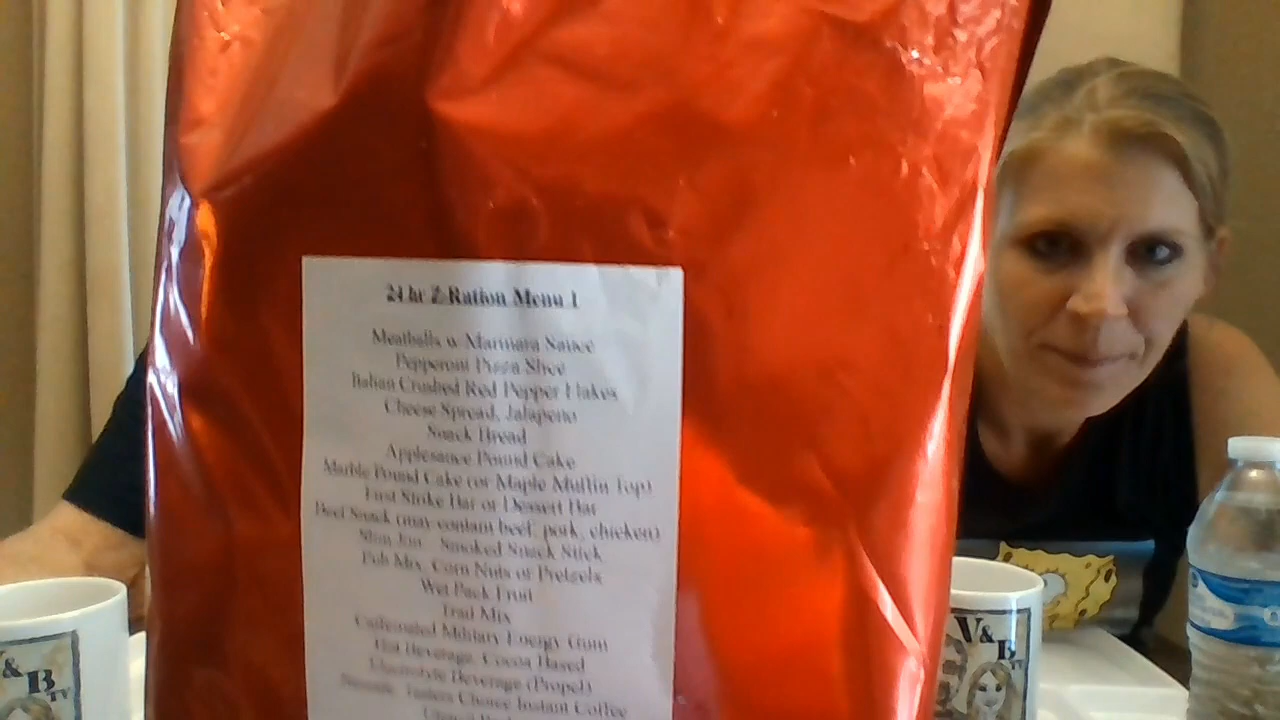 24 hr Z-Ration Menu 1
Meatballs w Marinara Sauce
Pepperoni Pizza Slice
Italian Crushed Red Pepper Flakes
Cheese Spread, Jalapeno
Snack Bread
Applesauce Pound Cake
Marble Pound Cake (or Maple Muffin Top)
First Strike Bar or Dessert Bar
Beef Snack (may contain beef, pork, chicken)
Slim Jim Smoked Snack Stick
Pub Mix, Corn Nuts or Pretzels
Wet Pack Fruit
Trail Mix
Caffeinated Military Energy Gum
Hot Beverage, Cocoa Based
Electrolyte Beverage (Propel)
Tasters Choice Instant Coffee
& B TV
V & B TV